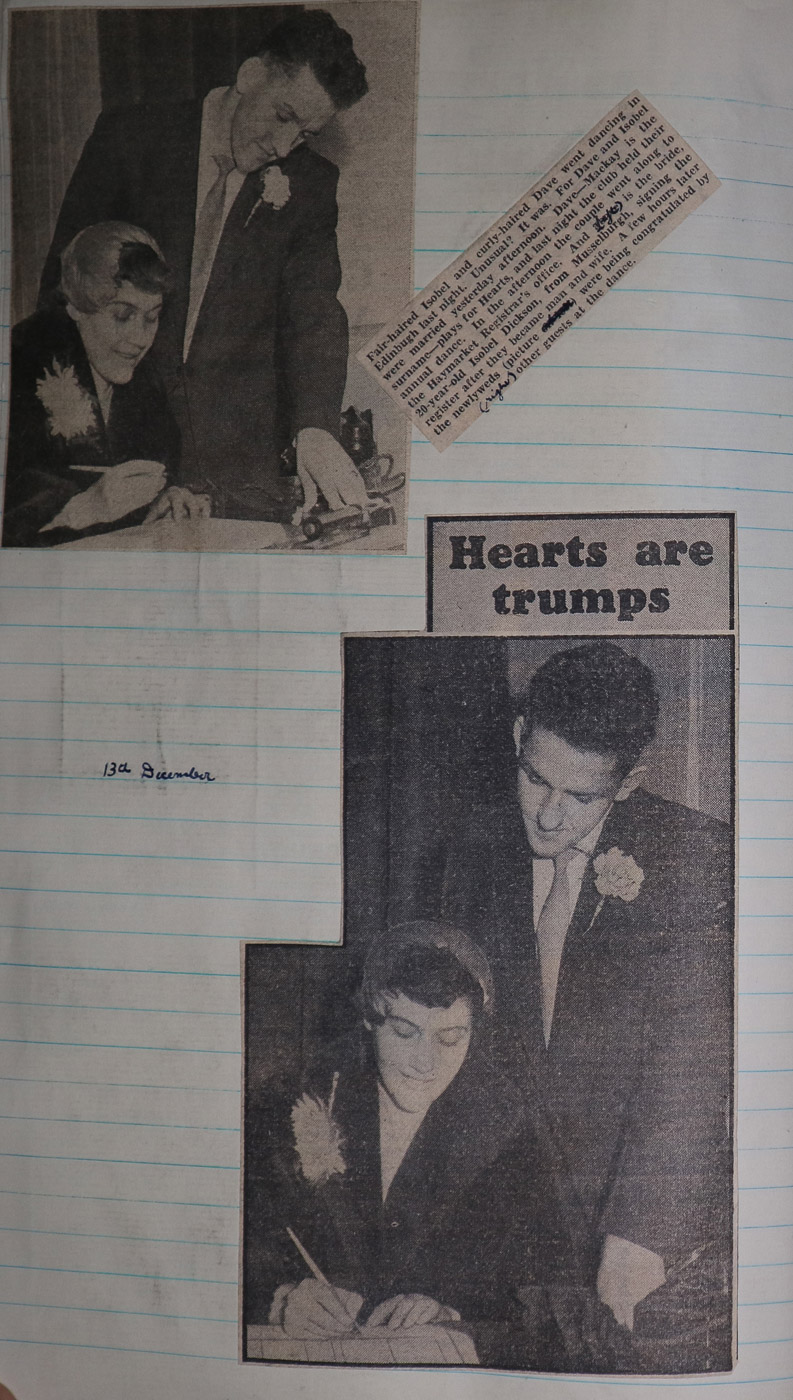 Fair-haired Isobel and curly-haired Dave went dancing in
Edinbugh last night. Unusual? It was. For Dave and Isobel
were married yesterday afternoon. Dave—Mackay is the
surname—plays for Hearts, and last night the club held their
annual dance. In the afternoon the couple went along to
the Haymarket Registrar's office. And is the bride,
20-year-old Isobel Dickson, from Musselburgh, signing the
register after they became man and wife. A few hours later
the newlyweds (picture were being congratulated by
(right) other guests at the dance.
Hearts are
trumps
13th December